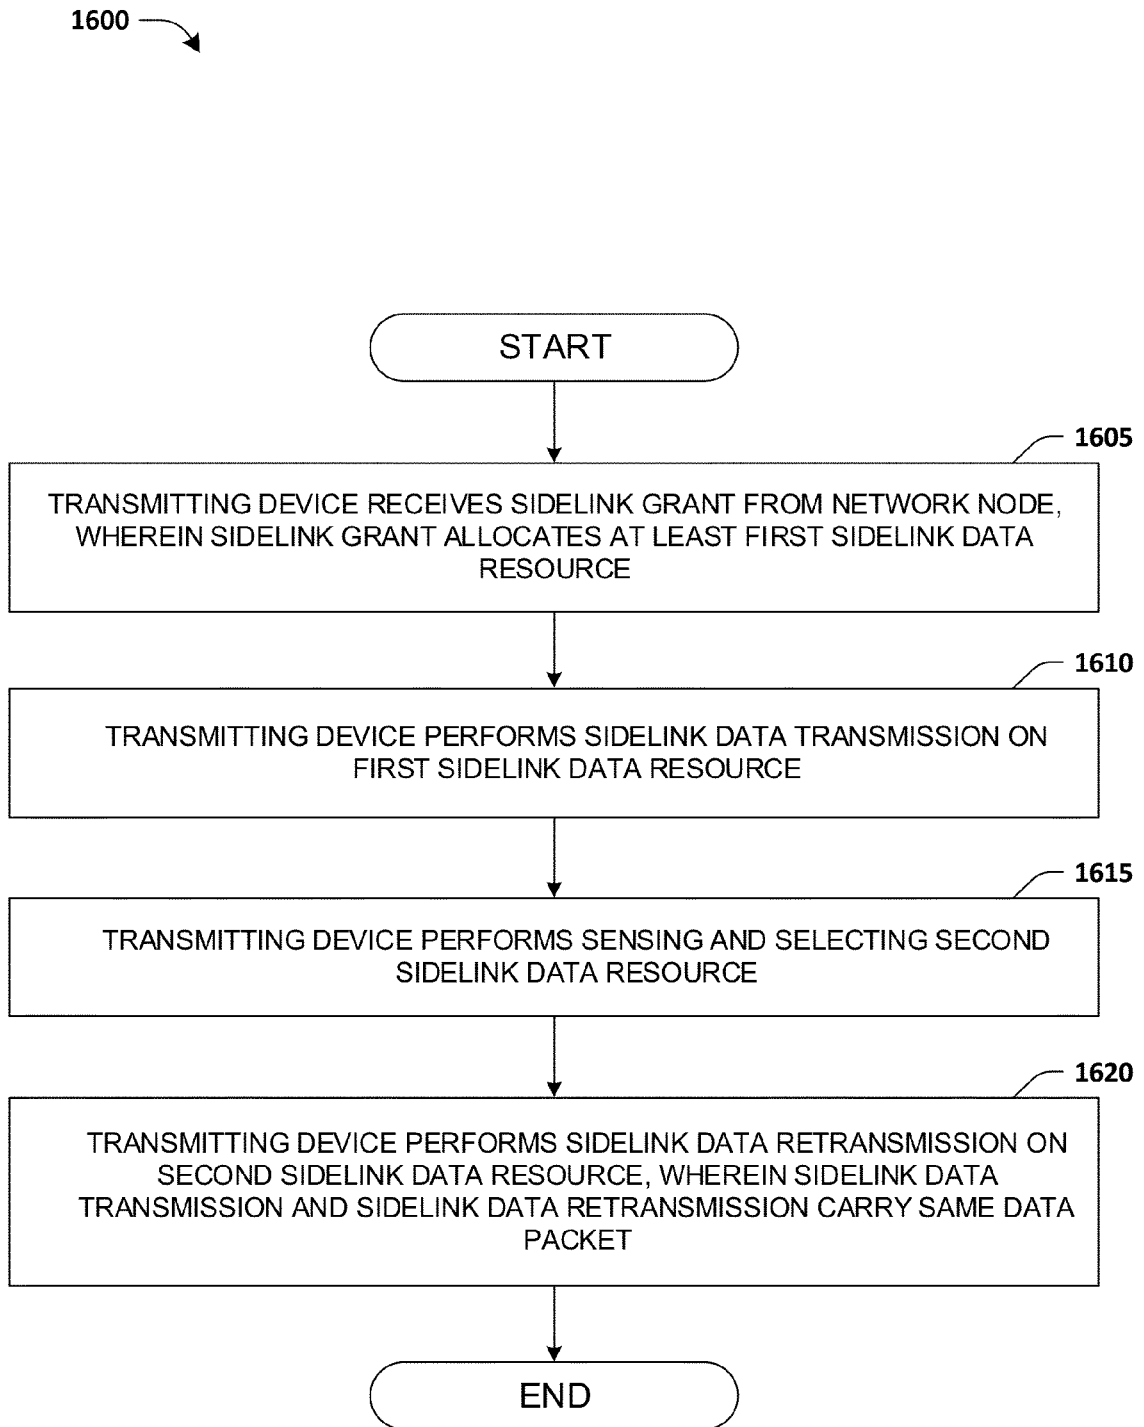 1600
START
1605
TRANSMITTING DEVICE RECEIVES SIDELINK GRANT FROM NETWORK NODE,
WHEREIN SIDELINK GRANT ALLOCATES AT LEAST FIRST SIDELINK DATA
RESOURCE
1610
TRANSMITTING DEVICE PERFORMS SIDELINK DATA TRANSMISSION ON
FIRST SIDELINK DATA RESOURCE
1615
TRANSMITTING DEVICE PERFORMS SENSING AND SELECTING SECOND
SIDELINK DATA RESOURCE
1620
TRANSMITTING DEVICE PERFORMS SIDELINK DATA RETRANSMISSION ON
SECOND SIDELINK DATA RESOURCE, WHEREIN SIDELINK DATA
TRANSMISSION AND SIDELINK DATA RETRANSMISSION CARRY SAME DATA
PACKET
END